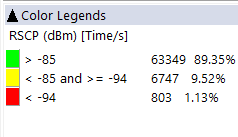 Color Legends
RSCP (dBm) [Time/s]
> -85 63349 89.35%
< -85 and >= -94 6747 9.52%
< -94 803 1.13%